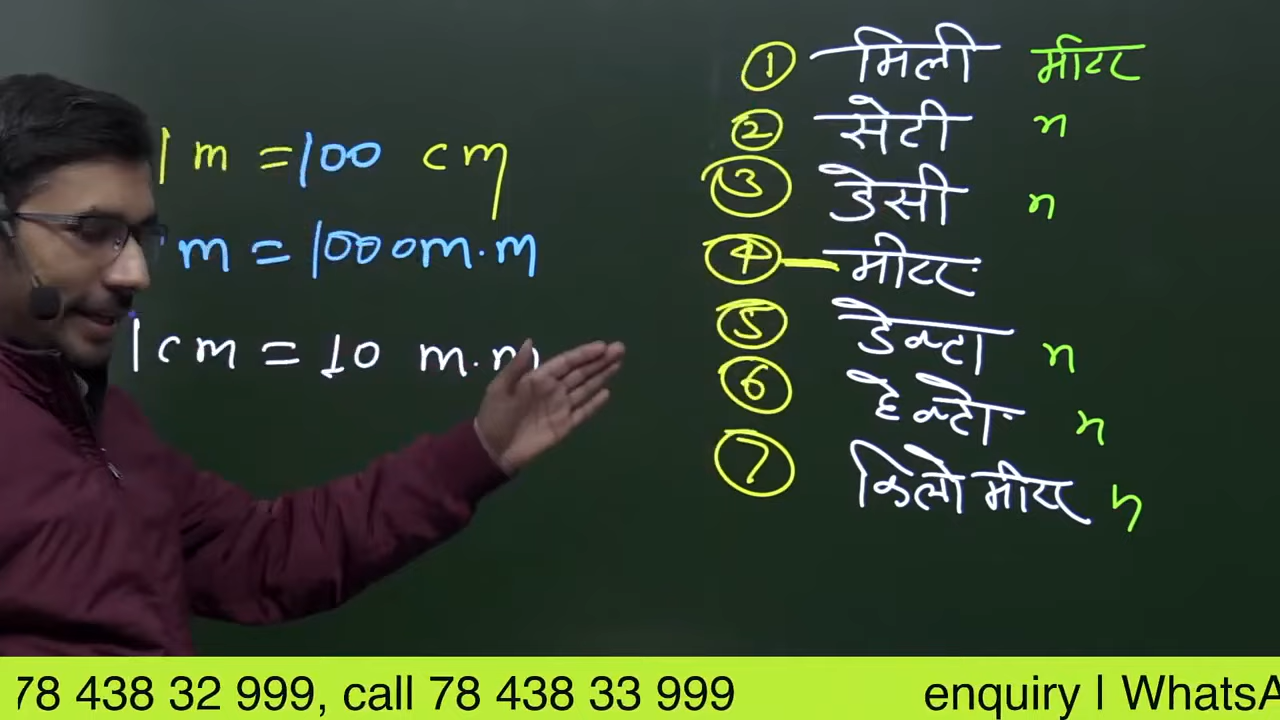 1 m = 100 cm
m = 1000 m.m
1 cm = 10 m.m
① मिली मीटर
② सेटी "
③ डेसी "
④ — मीटर
⑤ डेक्टा "
⑥ हेक्टो "
⑦ किलो मीटर "
78 438 32 999, call 78 438 33 999 enquiry | WhatsA